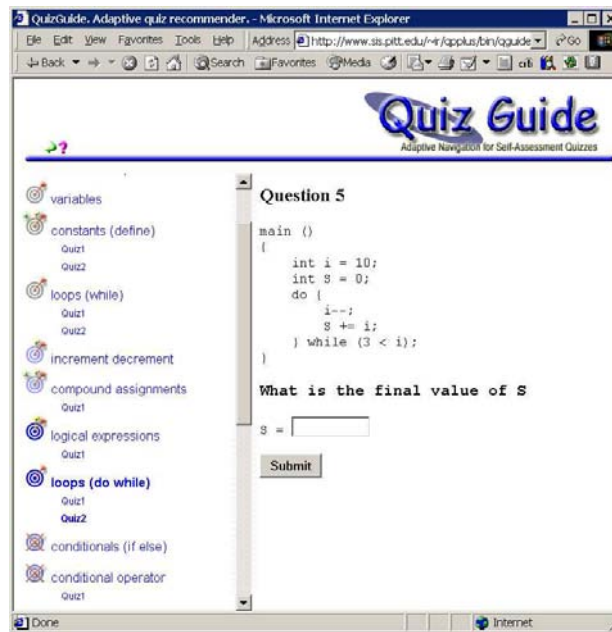 QuizGuide. Adaptive quiz recommender. - Microsoft Internet Explorer
File Edit View Favorites Tools Help Address http://www.sis.pitt.edu/~ir/qpplus/bin/qguide Go
Back Search Favorites Media
Quiz Guide
Adaptive Navigation for Self-Assessment Quizzes
variables
constants (define)
Quiz1
Quiz2
loops (while)
Quiz1
Quiz2
increment decrement
compound assignments
Quiz1
logical expressions
Quiz1
loops (do while)
Quiz1
Quiz2
conditionals (if else)
conditional operator
Quiz1
Question 5
main ()
{
int i = 10;
int S = 0;
do {
i--;
S += i;
} while (3 < i);
}
What is the final value of S
S =
Submit
Done Internet